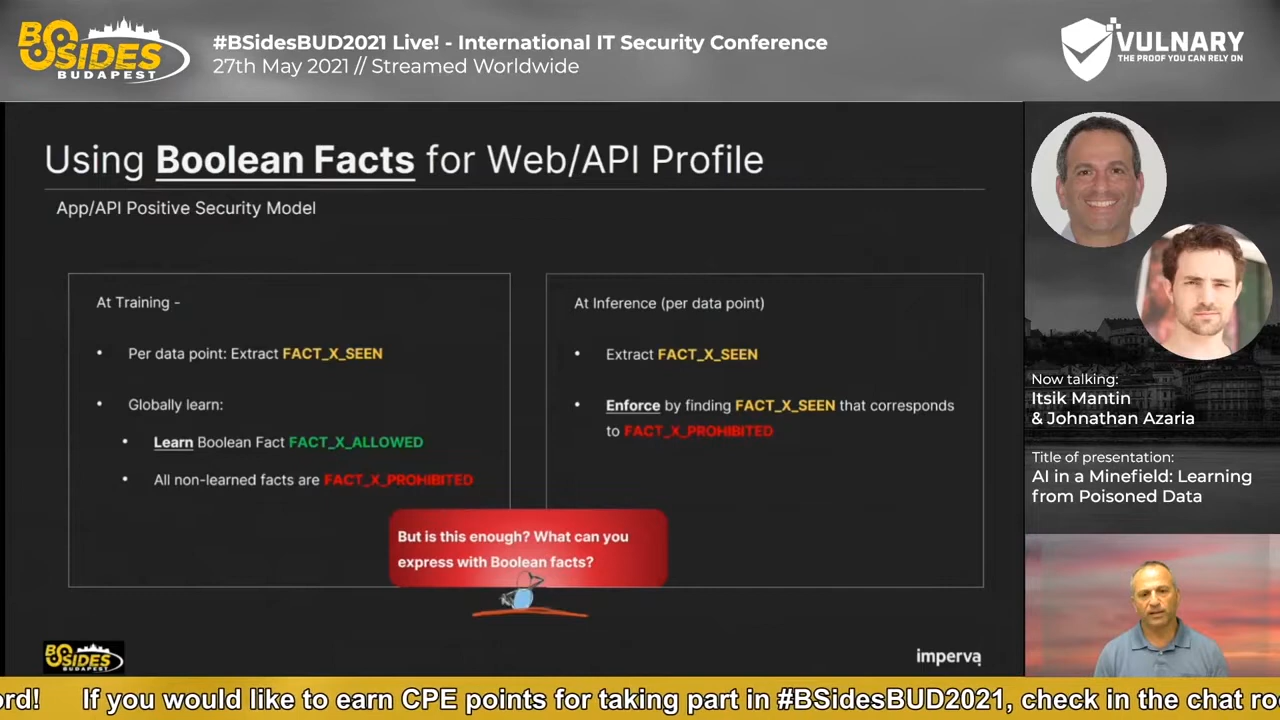 BSIDES
BUDAPEST
#BSidesBUD2021 Live! - International IT Security Conference
27th May 2021 // Streamed Worldwide
VULNARY
THE PROOF YOU CAN RELY ON
Using Boolean Facts for Web/API Profile
App/API Positive Security Model
At Training -
• Per data point: Extract FACT_X_SEEN
• Globally learn:
• Learn Boolean Fact FACT_X_ALLOWED
• All non-learned facts are FACT_X_PROHIBITED
At Inference (per data point)
• Extract FACT_X_SEEN
• Enforce by finding FACT_X_SEEN that corresponds
to FACT_X_PROHIBITED
But is this enough? What can you
express with Boolean facts?
BSIDES
BUDAPEST
imperva
Now talking:
Itsik Mantin
& Johnathan Azaria
Title of presentation:
AI in a Minefield: Learning
from Poisoned Data
ord! If you would like to earn CPE points for taking part in #BSidesBUD2021, check in the chat ro